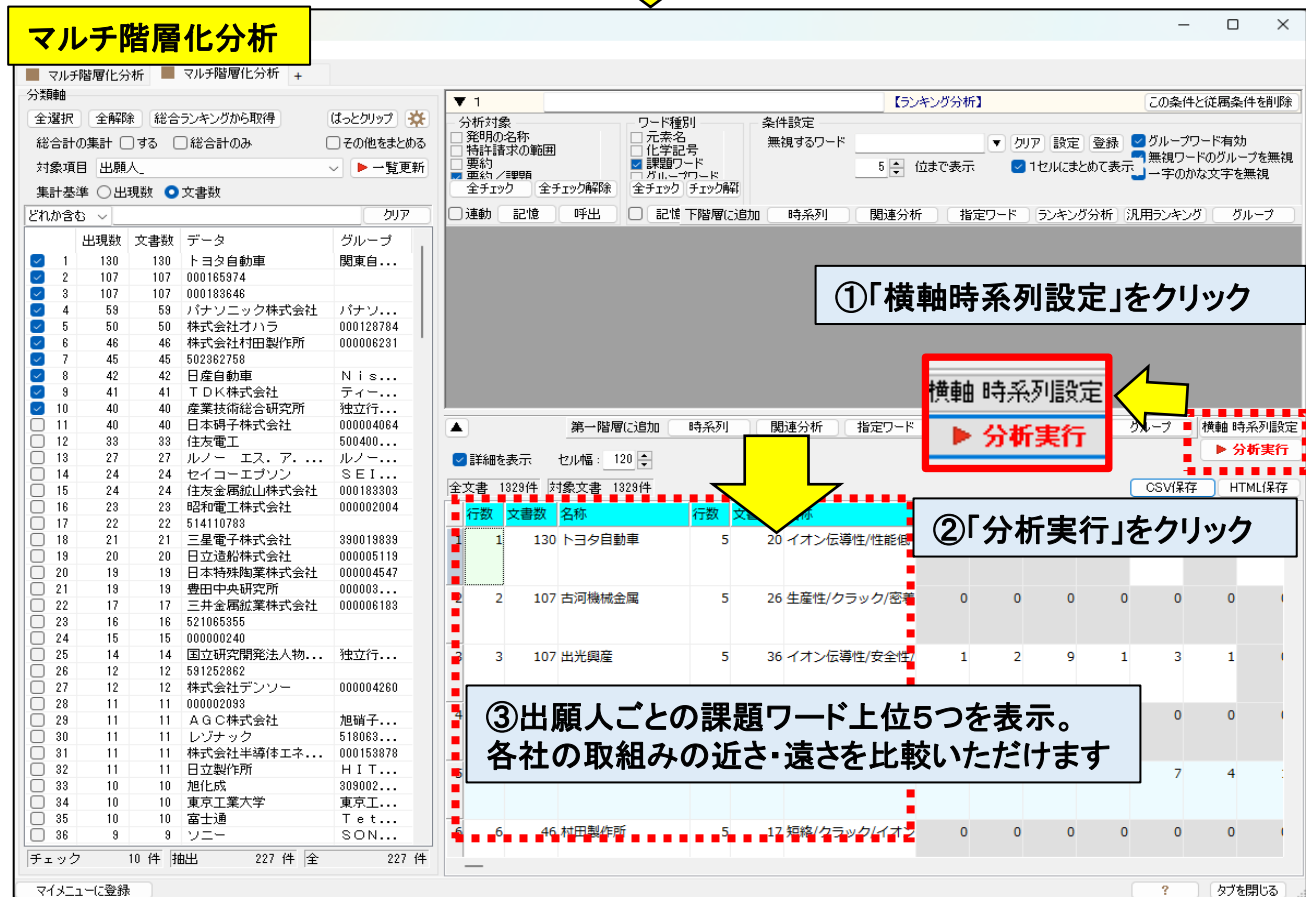 マルチ階層化分析
マルチ階層化分析 マルチ階層化分析 +
分類軸
全選択 全解除 総合ランキングから取得 ぱっとクリップ
総合計の集計 する 総合計のみ その他をまとめる
対象項目 出願人_ ▶ 一覧更新
集計基準 出現数 文書数
どれか含む クリア
出現数 文書数 データ グループ
1 130 130 トヨタ自動車 関東自...
2 107 107 000165974
3 107 107 000183646
4 59 59 パナソニック株式会社 パナソ...
5 50 50 株式会社オハラ 000128784
6 46 46 株式会社村田製作所 000006231
7 45 45 502362758
8 42 42 日産自動車 Nis...
9 41 41 TDK株式会社 ティー...
10 40 40 産業技術総合研究所 独立行...
11 40 40 日本碍子株式会社 000004064
12 33 33 住友電工 500400...
13 27 27 ルノー エス.ア.... ルノー...
14 24 24 セイコーエプソン SEI...
15 24 24 住友金属鉱山株式会社 000183303
16 23 23 昭和電工株式会社 000002004
17 22 22 514110783
18 21 21 三星電子株式会社 390019839
19 20 20 日立造船株式会社 000005119
20 19 19 日本特殊陶業株式会社 000004547
21 19 19 豊田中央研究所 000003...
22 17 17 三井金属鉱業株式会社 000006183
23 16 16 521065355
24 15 15 000000240
25 14 14 国立研究開発法人物... 独立行...
26 12 12 591252862
27 12 12 株式会社デンソー 000004260
28 11 11 000002093
29 11 11 AGC株式会社 旭硝子...
30 11 11 レゾナック 518063...
31 11 11 株式会社半導体エネ... 000153878
32 11 11 日立製作所 HIT...
33 10 10 旭化成 309002...
34 10 10 東京工業大学 東京工...
35 10 10 富士通 Tet...
36 9 9 ソニー SON...
チェック 10 件 抽出 227 件 全 227 件
マイメニューに登録
▼ 1 【ランキング分析】 この条件と従属条件を削除
分析対象 ワード種別 条件設定
発明の名称
特許請求の範囲
要約
要約/課題
元素名
化学記号
課題ワード
グループワード
無視するワード ▼ クリア 設定 登録
5 位まで表示 1セルにまとめて表示
グループワード有効
無視ワードのグループを無視
一字のかな文字を無視
全チェック 全チェック解除 全チェック チェック解
連動 記憶 呼出 記憶 下階層に追加 時系列 関連分析 指定ワード ランキング分析 汎用ランキング グループ
①「横軸時系列設定」をクリック
横軸 時系列設定
▶ 分析実行
▲ 第一階層に追加 時系列 関連分析 指定ワード グループ 横軸 時系列設定
▶ 分析実行
詳細を表示 セル幅: 120
全文書 1329件 対象文書 1329件 CSV保存 HTML保存
②「分析実行」をクリック
行数 文書数 名称 行数
1 1 130 トヨタ自動車 5 20 イオン伝導性/性能低
2 2 107 古河機械金属 5 26 生産性/クラック/密着 0 0 0 0 0 0
3 3 107 出光興産 5 36 イオン伝導性/安全性/ 1 2 9 1 3 1
③出願人ごとの課題ワード上位5つを表示。
各社の取組みの近さ・遠さを比較いただけます
0 0
7 4
6 6 46 村田製作所 5 17 短絡/クラック/イオン 0 0 0 0 0 0
? タブを閉じる